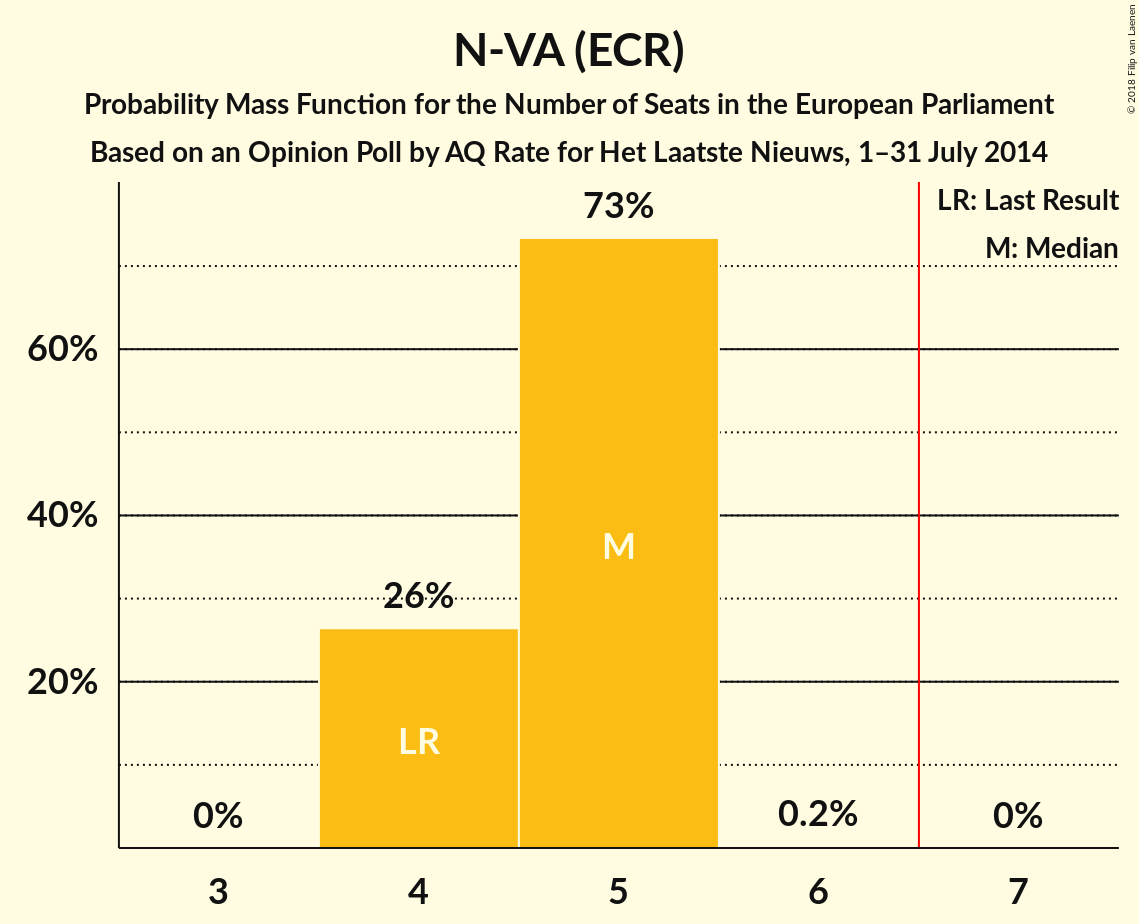 N-VA (ECR)
Probability Mass Function for the Number of Seats in the European Parliament
Based on an Opinion Poll by AQ Rate for Het Laatste Nieuws, 1–31 July 2014
© 2018 Filip van Laenen
LR: Last Result
M: Median
73%
60%
40%
M
26%
20%
LR
0%
0.2%
0%
3
4
5
6
7